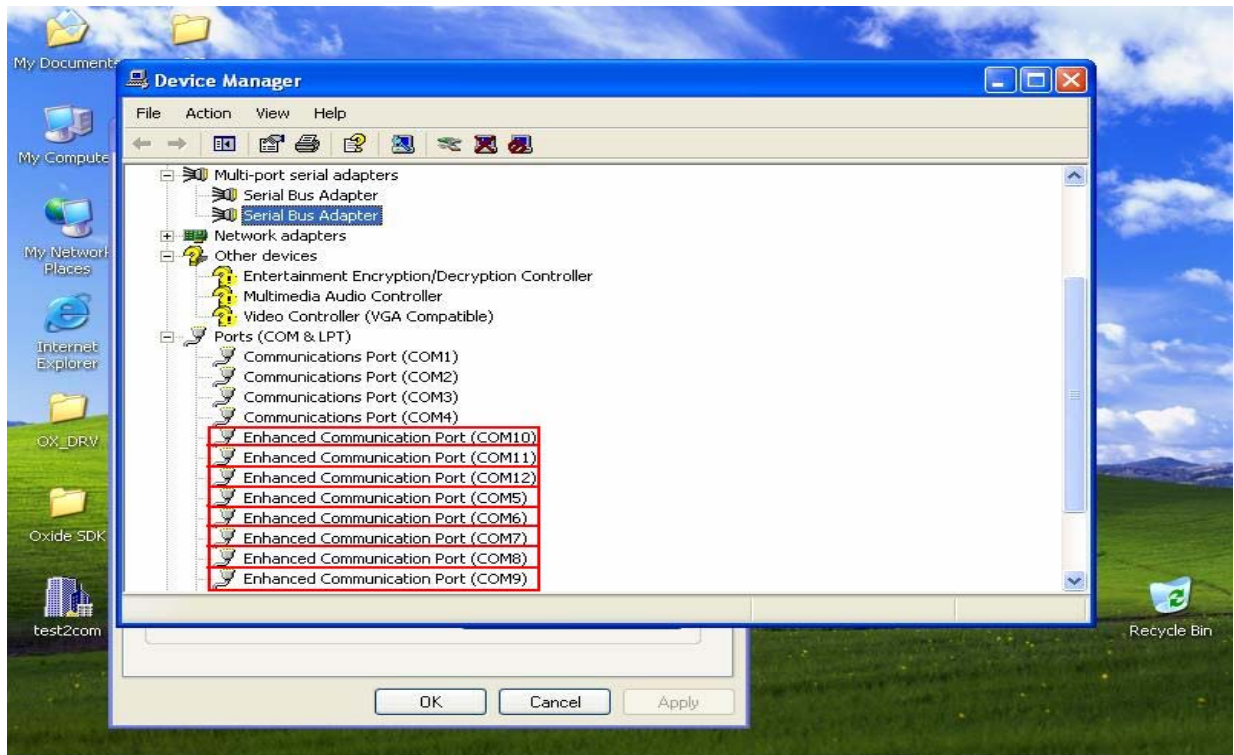 My Documents
Device Manager
File Action View Help
My Compute
Multi-port serial adapters
Serial Bus Adapter
Serial Bus Adapter
Network adapters
My Network
Places
Other devices
Entertainment Encryption/Decryption Controller
Multimedia Audio Controller
Video Controller (VGA Compatible)
Internet
Explorer
Ports (COM & LPT)
Communications Port (COM1)
Communications Port (COM2)
Communications Port (COM3)
Communications Port (COM4)
OX_DRV
Enhanced Communication Port (COM10)
Enhanced Communication Port (COM11)
Enhanced Communication Port (COM12)
Enhanced Communication Port (COM5)
Enhanced Communication Port (COM6)
Oxide SDK
Enhanced Communication Port (COM7)
Enhanced Communication Port (COM8)
Enhanced Communication Port (COM9)
test2com
Recycle Bin
OK Cancel Apply